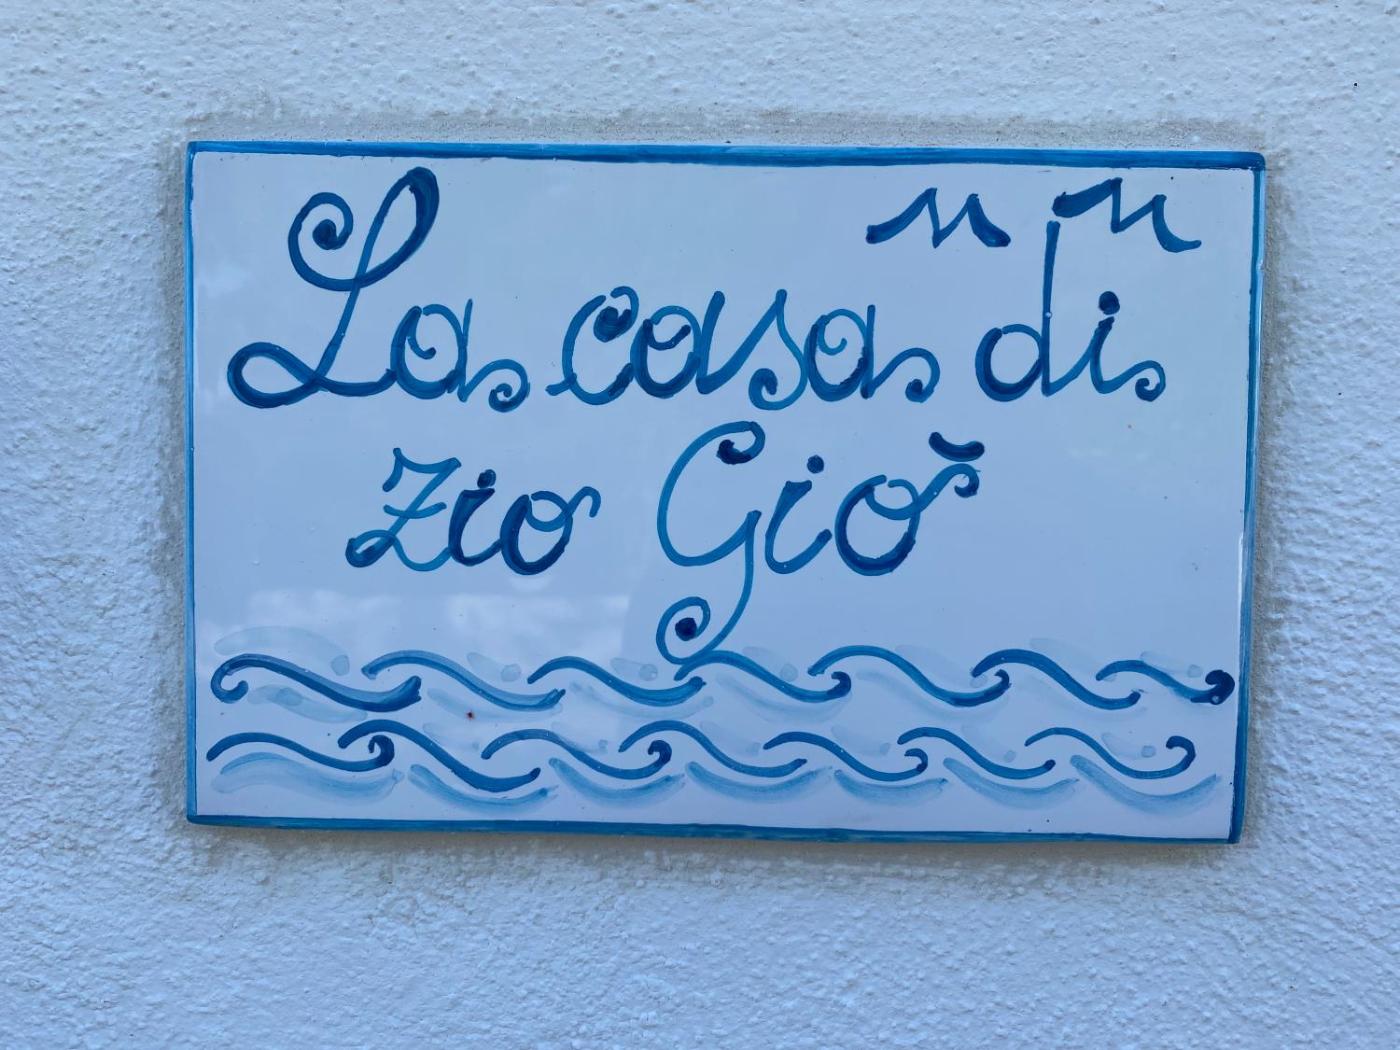 La casa di
zio Giò